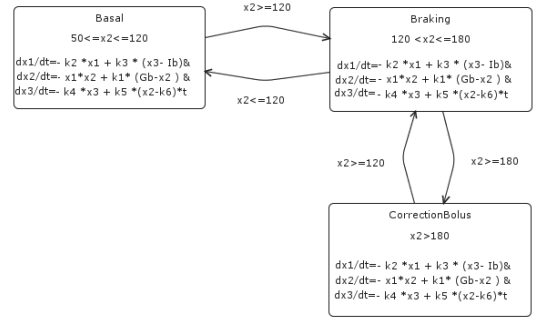 x2>=120
Basal
50<=x2<=120
dx1/dt=- k2 *x1 + k3 * (x3- Ib)&
dx2/dt=- x1*x2 + k1* (Gb-x2 ) &
dx3/dt=- k4 *x3 + k5 *(x2-k6)*t
Braking
120 <x2<=180
dx1/dt=- k2 *x1 + k3 * (x3- Ib)&
dx2/dt=- x1*x2 + k1* (Gb-x2 ) &
dx3/dt=- k4 *x3 + k5 *(x2-k6)*t
x2<=120
x2>=120
x2>=180
CorrectionBolus
x2>180
dx1/dt=- k2 *x1 + k3 * (x3- Ib)&
dx2/dt=- x1*x2 + k1* (Gb-x2 ) &
dx3/dt=- k4 *x3 + k5 *(x2-k6)*t